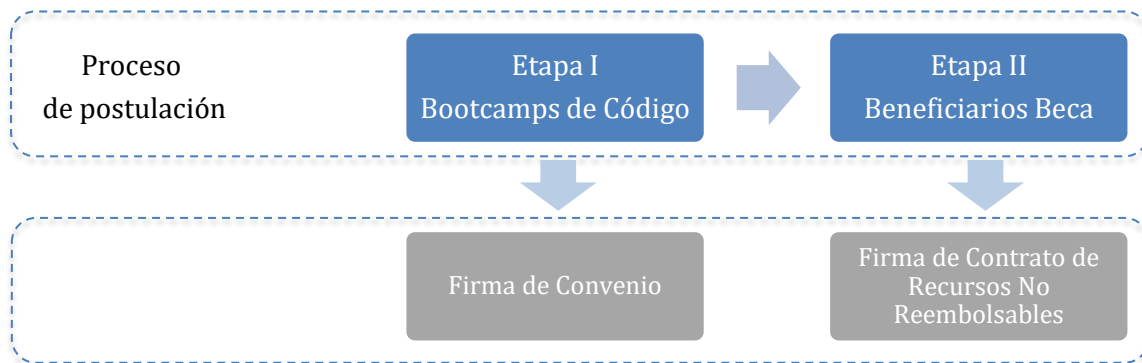 Proceso
de postulación
Etapa I
Bootcamps de Código
Etapa II
Beneficiarios Beca
Firma de Convenio
Firma de Contrato de
Recursos No
Reembolsables